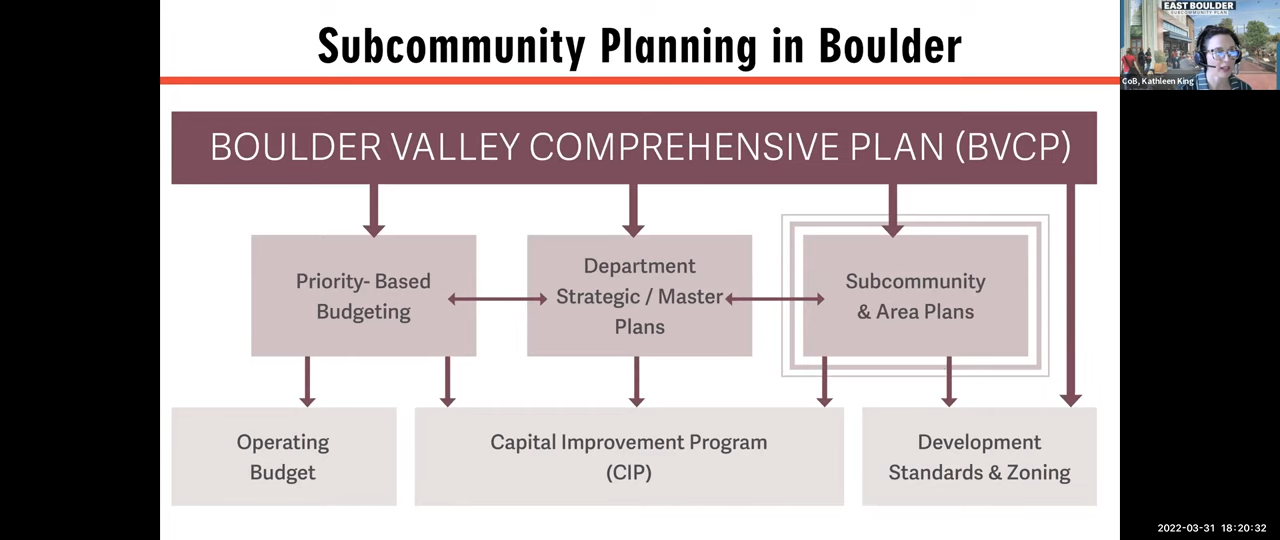 Subcommunity Planning in Boulder
EAST BOULDER
SUBCOMMUNITY PLAN
CoB, Kathleen King
BOULDER VALLEY COMPREHENSIVE PLAN (BVCP)
Priority- Based
Budgeting
Department
Strategic / Master
Plans
Subcommunity
& Area Plans
Operating
Budget
Capital Improvement Program
(CIP)
Development
Standards & Zoning
2022-03-31 18:20:32